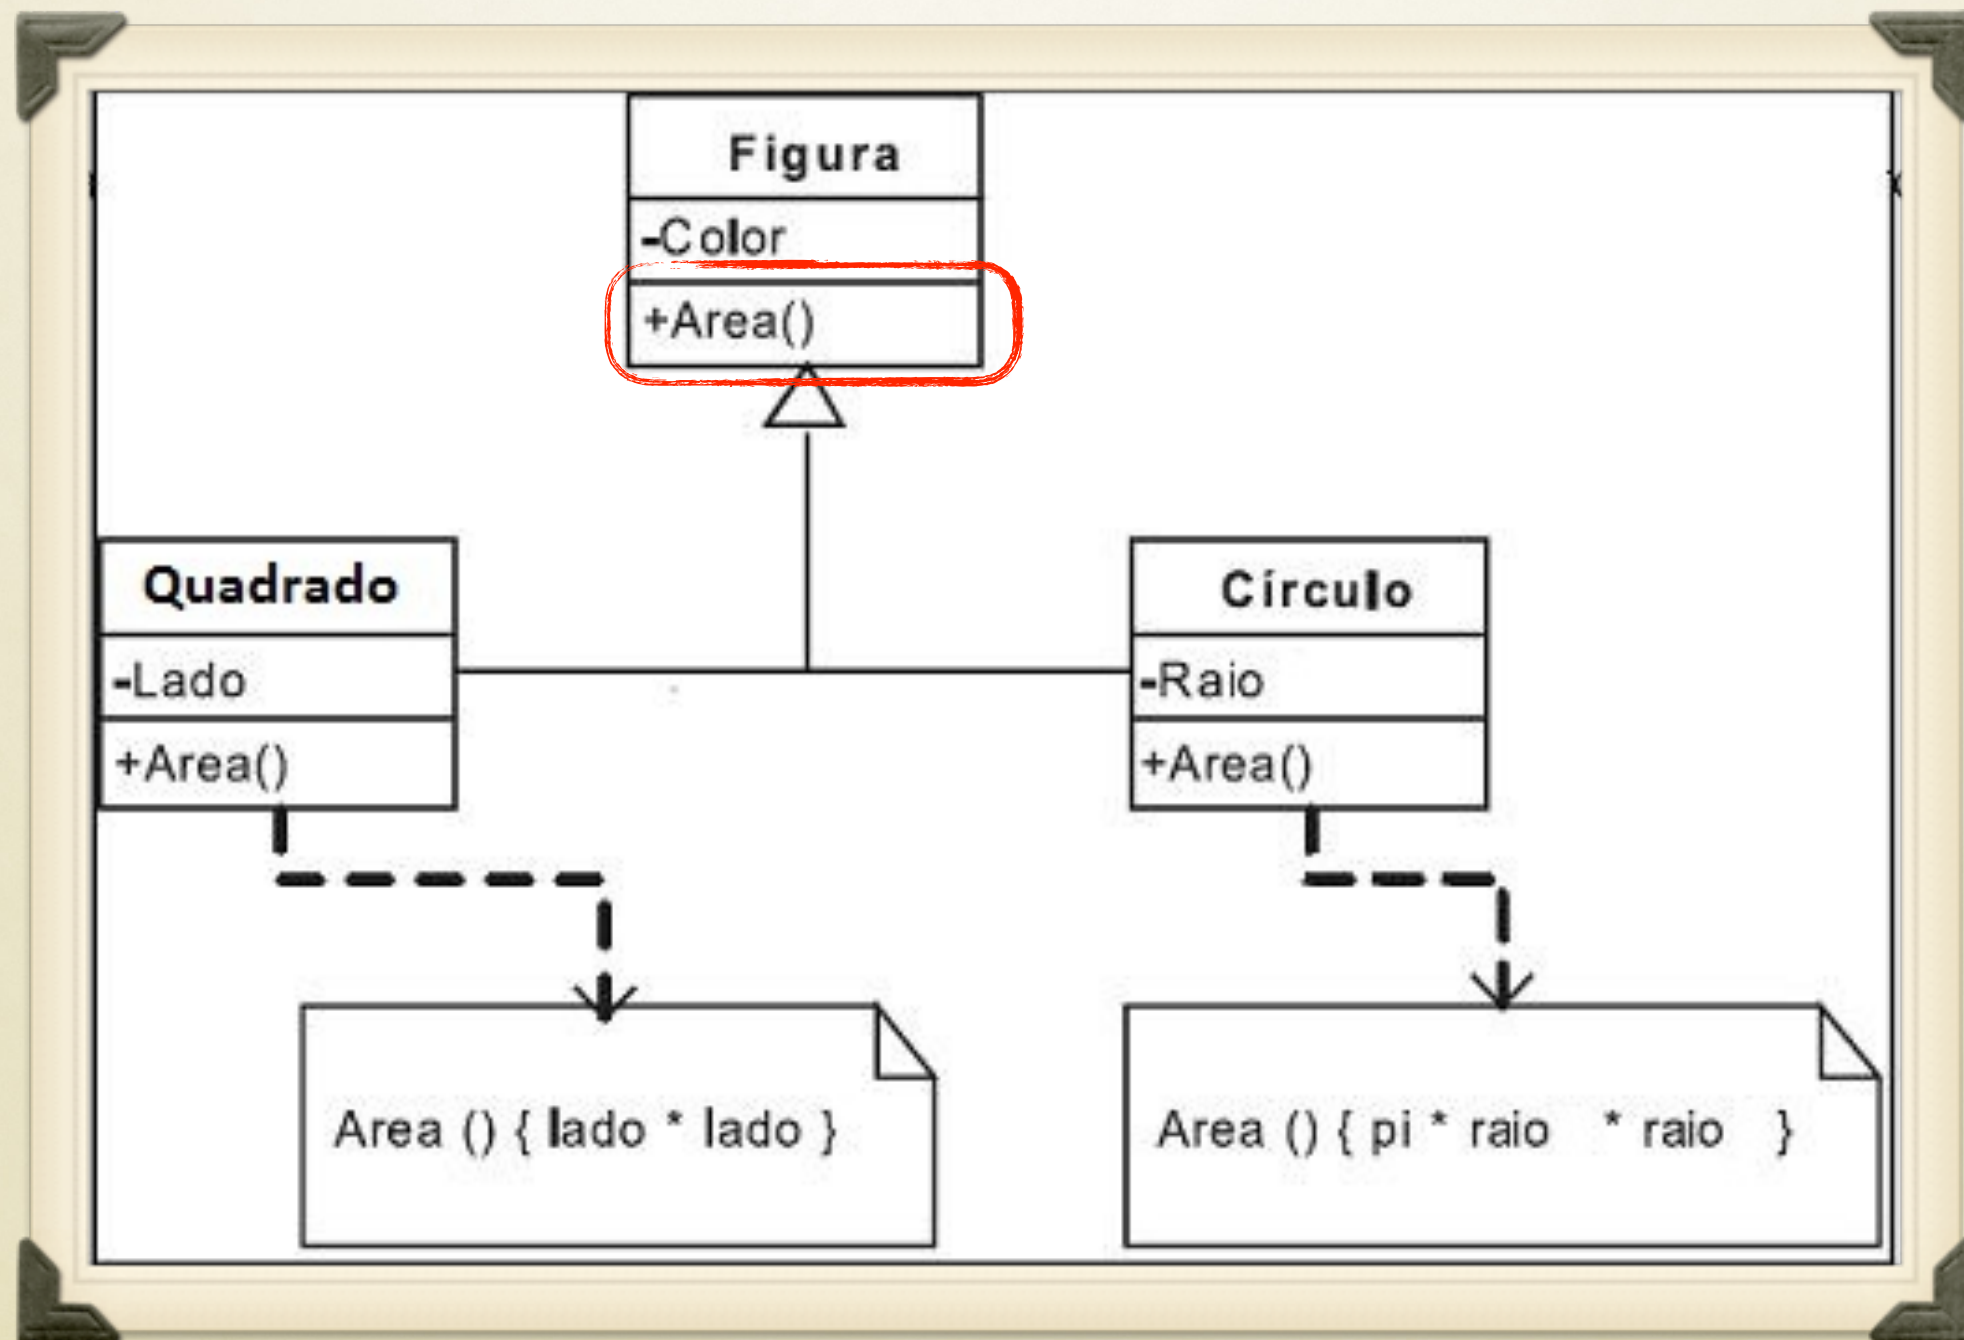 Figura
-Color
+Area()
Quadrado
-Lado
+Area()
Círculo
-Raio
+Area()
Area () { lado * lado }
Area () { pi * raio * raio }